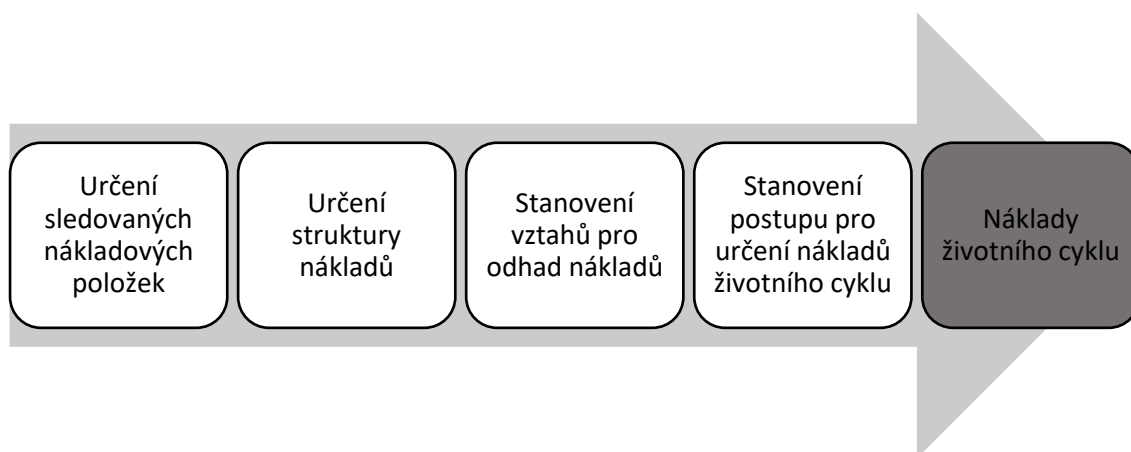 Určení
sledovaných
nákladových
položek
Určení
struktury
nákladů
Stanovení
vztahů pro
odhad nákladů
Stanovení
postupu pro
určení nákladů
životního cyklu
Náklady
životního cyklu